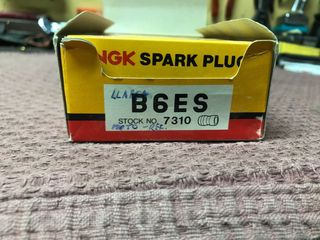 NGK SPARK PLUG
B6ES
STOCK NO. 7310